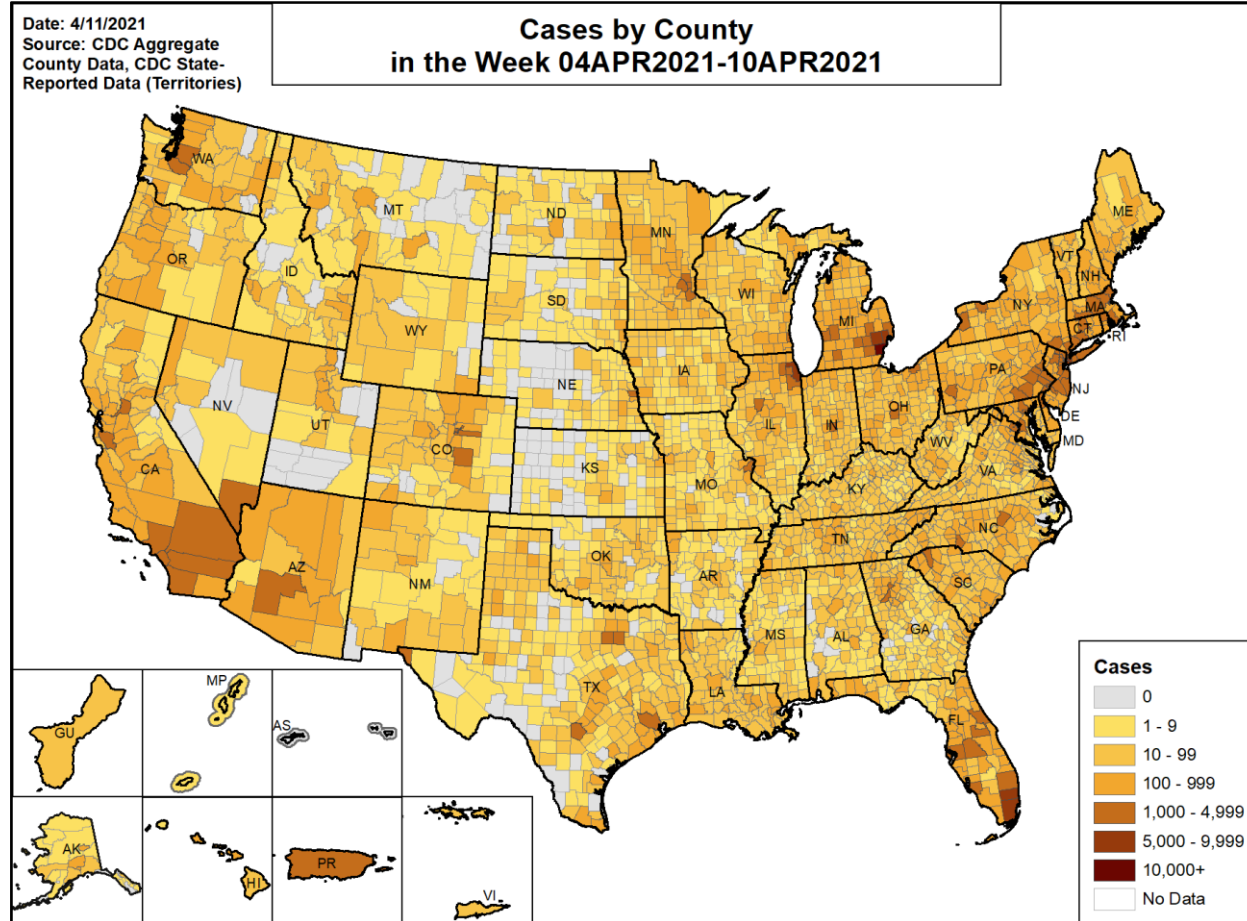 Date: 4/11/2021
Source: CDC Aggregate
County Data, CDC State-
Reported Data (Territories)
Cases by County
in the Week 04APR2021-10APR2021
WA
MT
ND
MN
ME
OR
ID
SD
WI
MI
VT
NH
NY
MA
CT
RI
WY
IA
PA
NJ
NE
NV
UT
CO
IL
IN
OH
DE
MD
WV
VA
CA
KS
MO
KY
AZ
NM
OK
AR
TN
NC
SC
MS
AL
GA
TX
LA
FL
GU
MP
AS
AK
HI
PR
VI
Cases
0
1 - 9
10 - 99
100 - 999
1,000 - 4,999
5,000 - 9,999
10,000+
No Data